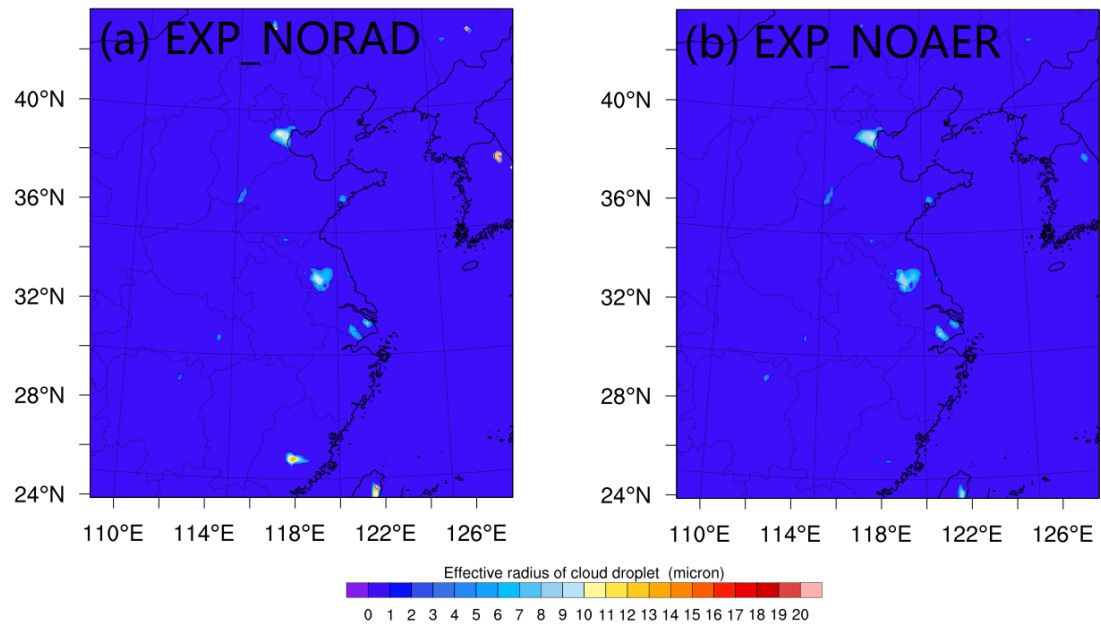 (a) EXP_NORAD
(b) EXP_NOAER
40°N
36°N
32°N
28°N
24°N
110°E 114°E 118°E 122°E 126°E
40°N
36°N
32°N
28°N
24°N
110°E 114°E 118°E 122°E 126°E
Effective radius of cloud droplet (micron)
0 1 2 3 4 5 6 7 8 9 10 11 12 13 14 15 16 17 18 19 20